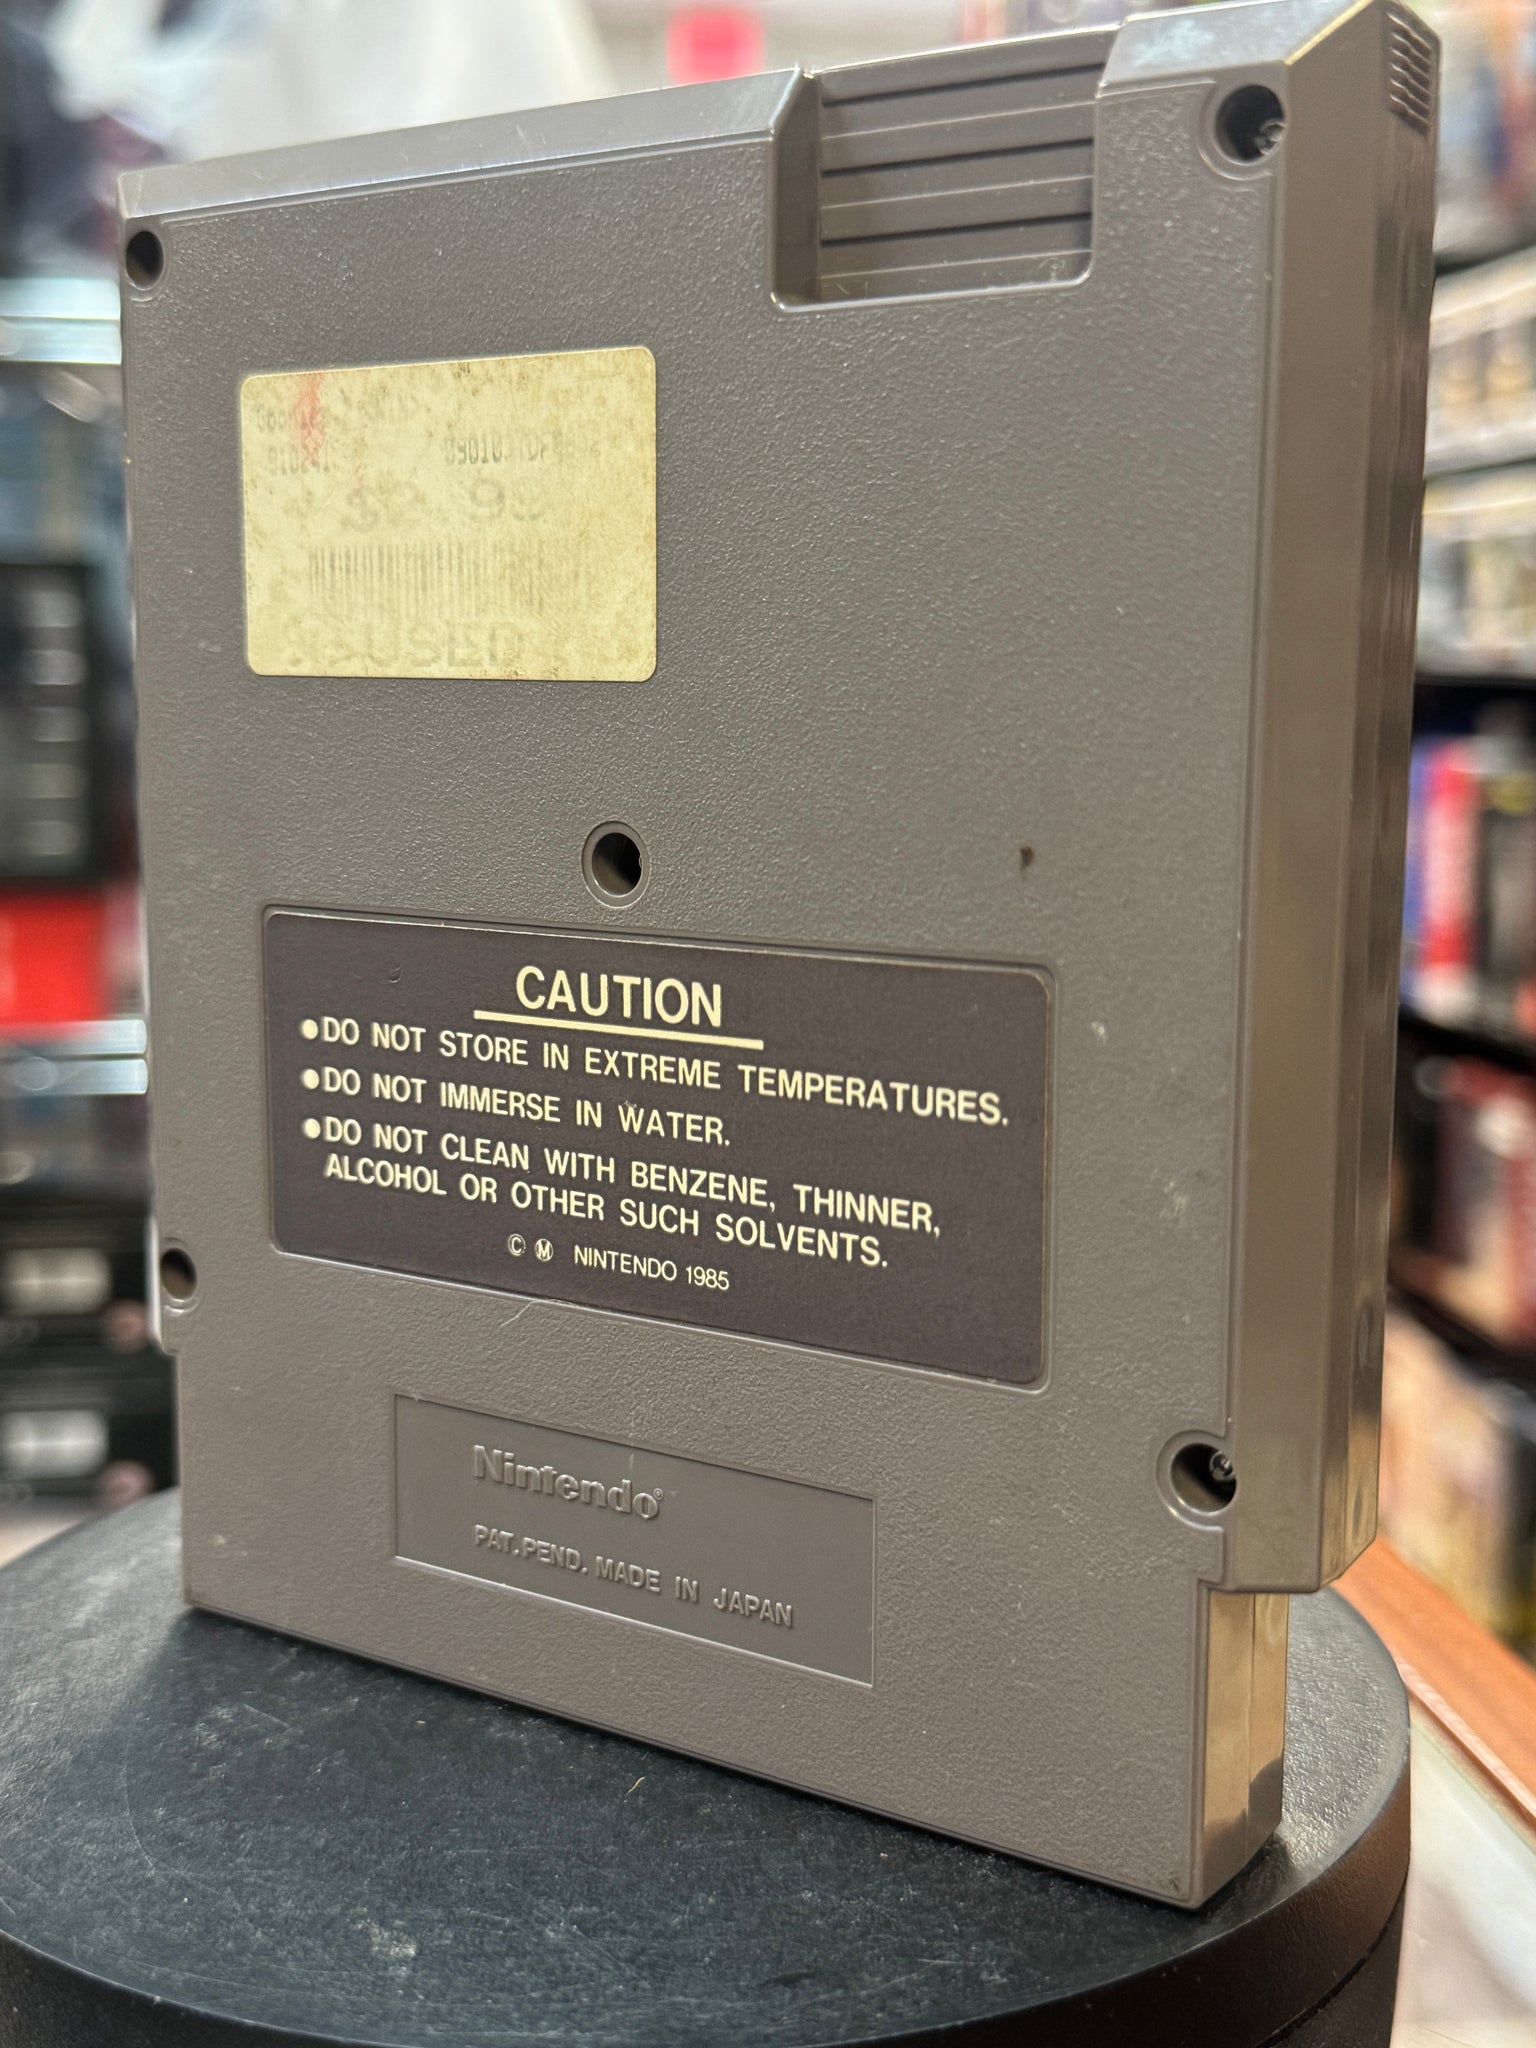 USED
CAUTION
●DO NOT STORE IN EXTREME TEMPERATURES.
●DO NOT IMMERSE IN WATER.
●DO NOT CLEAN WITH BENZENE, THINNER,
ALCOHOL OR OTHER SUCH SOLVENTS.
Ⓒ Ⓜ NINTENDO 1985
Nintendo®
PAT. PEND. MADE IN JAPAN